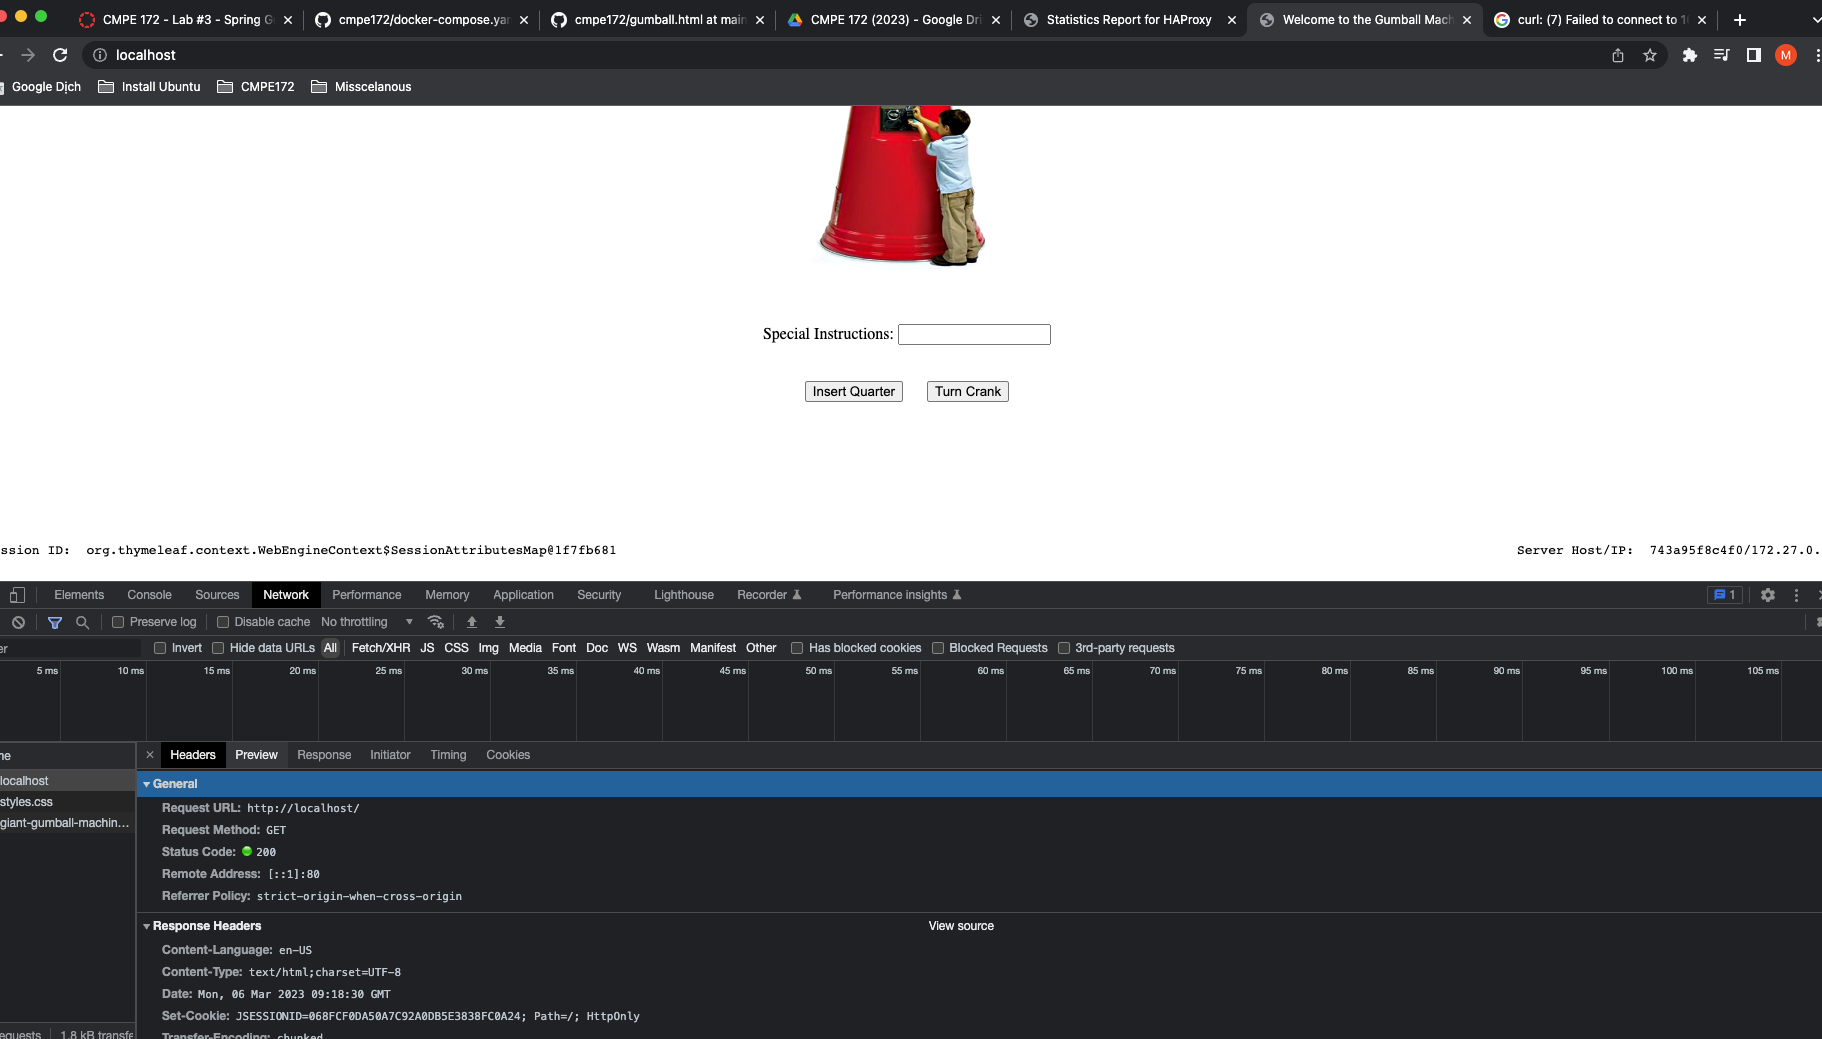 CMPE 172 - Lab #3 - Spring G
cmpe172/docker-compose.yar
cmpe172/gumball.html at main
CMPE 172 (2023) - Google Dri
Statistics Report for HAProxy
Welcome to the Gumball Mach
curl: (7) Failed to connect to 1
localhost
M
Google Dịch
Install Ubuntu
CMPE172
Misscelanous
Special Instructions:
Insert Quarter
Turn Crank
ssion ID: org.thymeleaf.context.WebEngineContext$SessionAttributesMap@1f7fb681
Server Host/IP: 743a95f8c4f0/172.27.0.
Elements Console Sources Network Performance Memory Application Security Lighthouse Recorder Performance insights 1
Preserve log Disable cache No throttling
er Invert Hide data URLs All Fetch/XHR JS CSS Img Media Font Doc WS Wasm Manifest Other Has blocked cookies Blocked Requests 3rd-party requests
5 ms 10 ms 15 ms 20 ms 25 ms 30 ms 35 ms 40 ms 45 ms 50 ms 55 ms 60 ms 65 ms 70 ms 75 ms 80 ms 85 ms 90 ms 95 ms 100 ms 105 ms
ne
localhost
styles.css
giant-gumball-machin...
equests 1.8 kB transfe
Headers Preview Response Initiator Timing Cookies
General
Request URL: http://localhost/
Request Method: GET
Status Code: 200
Remote Address: [::1]:80
Referrer Policy: strict-origin-when-cross-origin
Response Headers View source
Content-Language: en-US
Content-Type: text/html;charset=UTF-8
Date: Mon, 06 Mar 2023 09:18:30 GMT
Set-Cookie: JSESSIONID=068FCF0DA50A7C92A0DB5E3838FC0A24; Path=/; HttpOnly
Transfer-Encoding: chunked